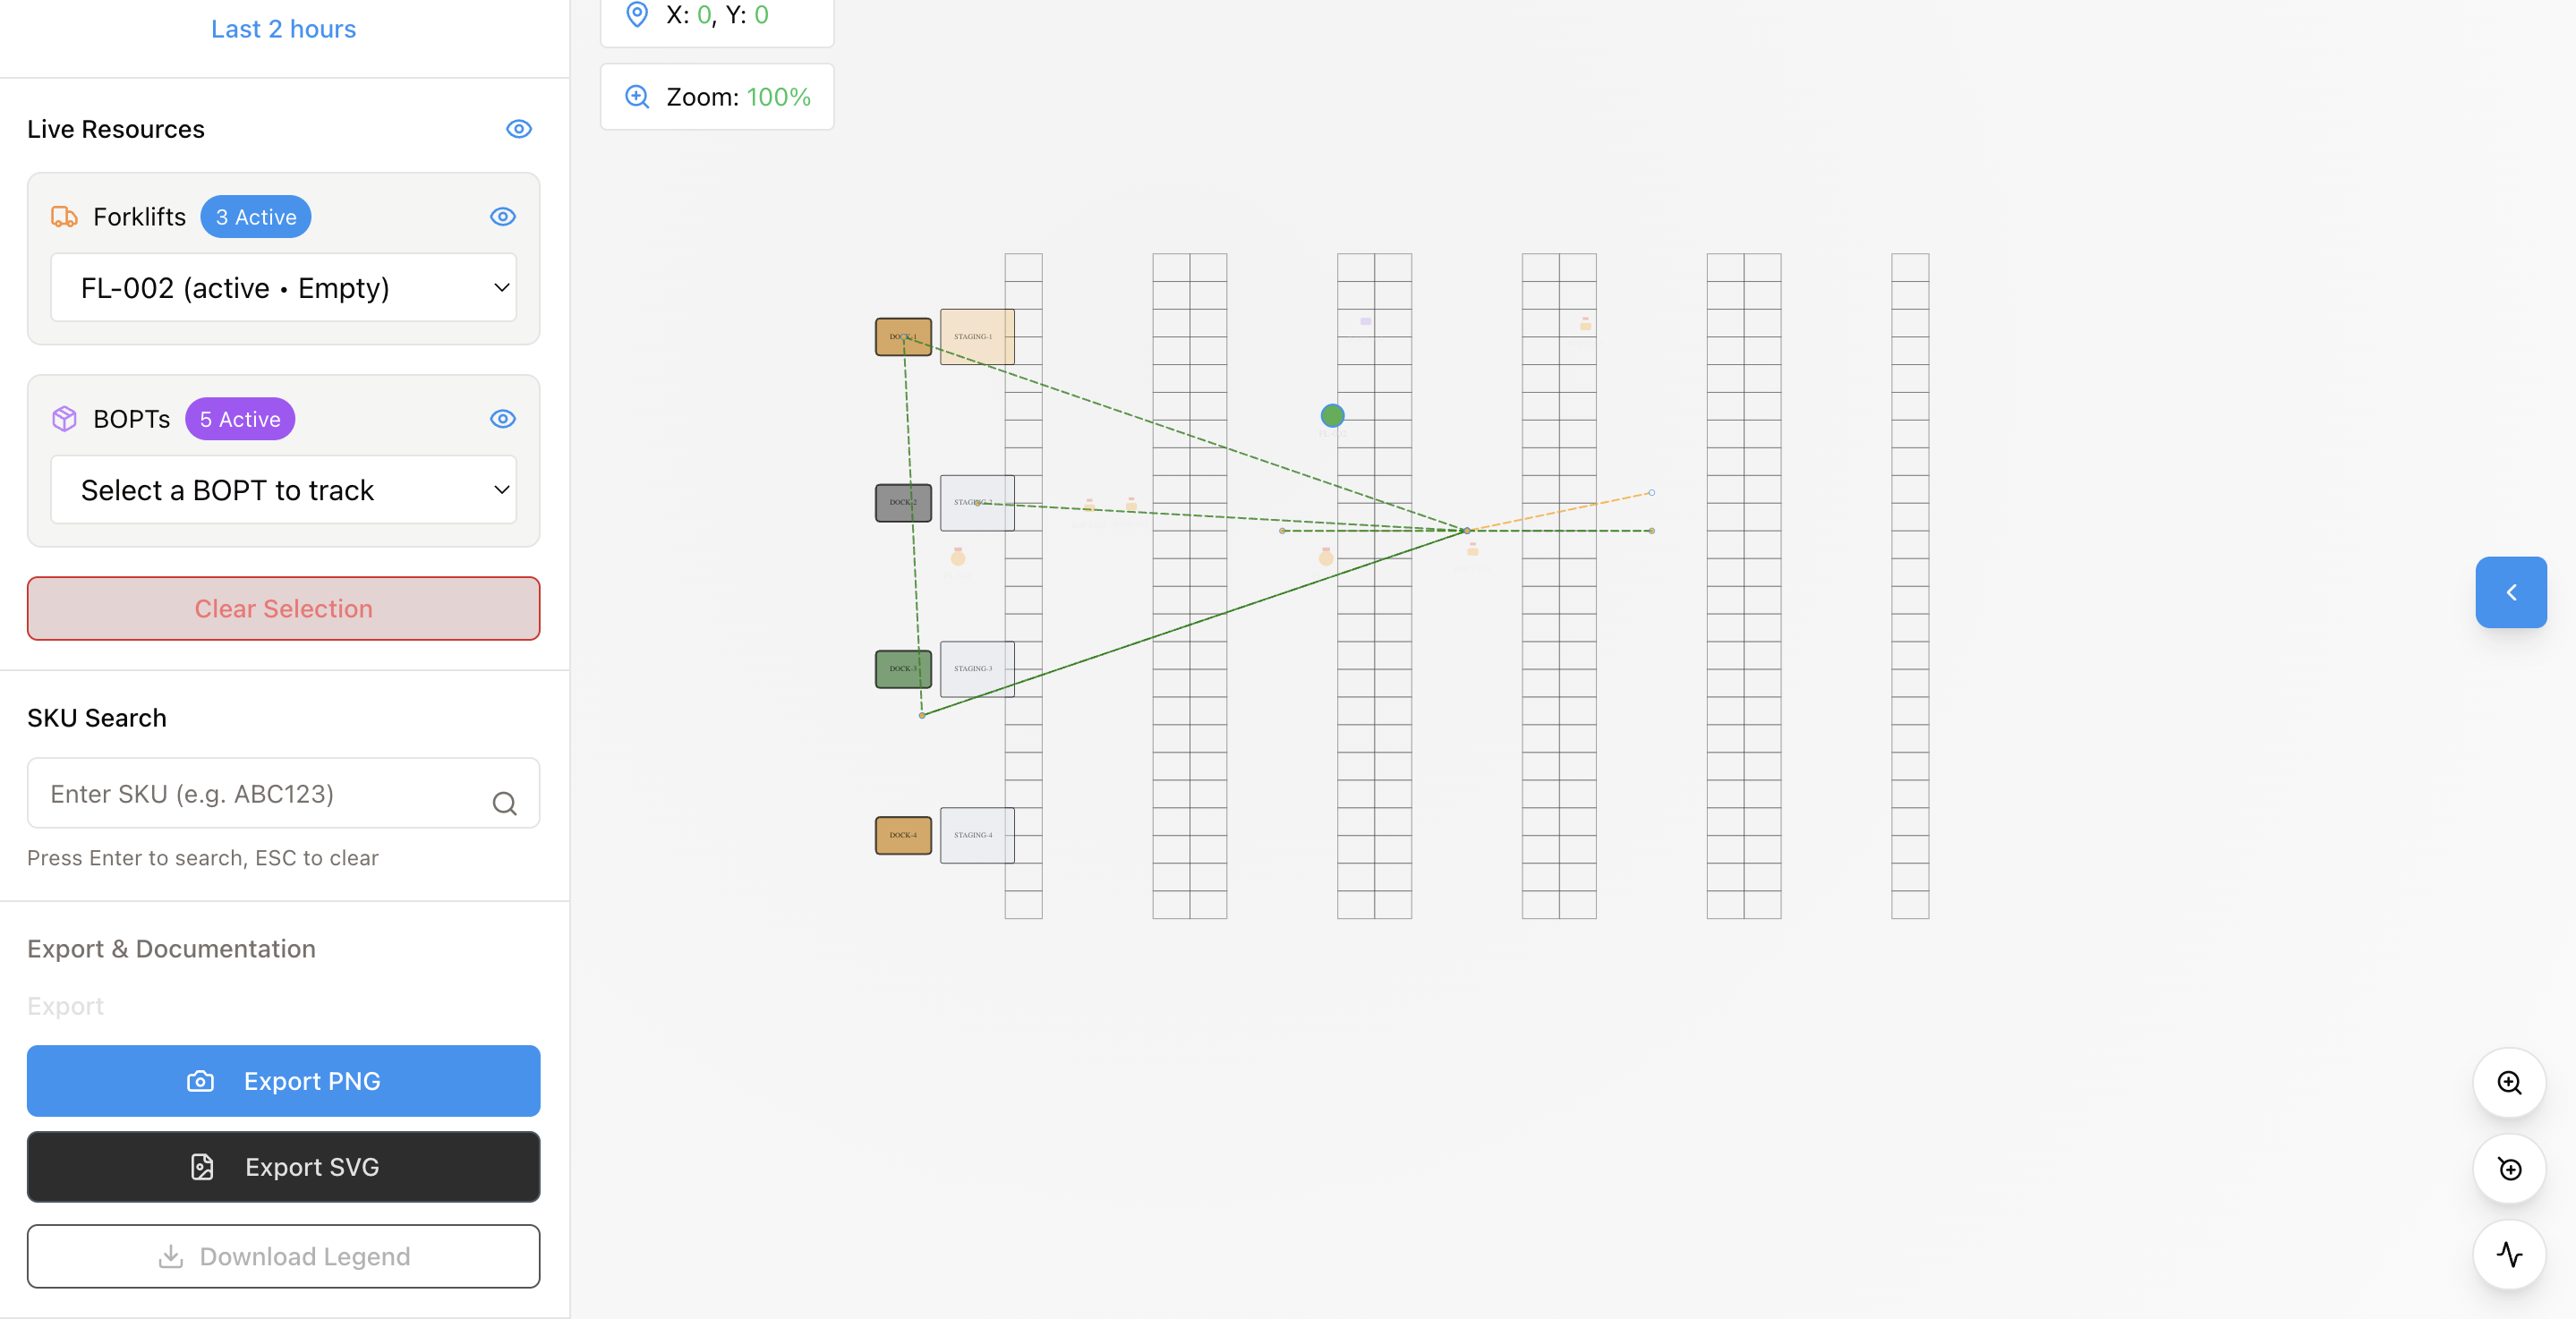 Last 2 hours
Live Resources
Forklifts 3 Active
FL-002 (active • Empty)
BOPTs 5 Active
Select a BOPT to track
Clear Selection
SKU Search
Enter SKU (e.g. ABC123)
Press Enter to search, ESC to clear
Export & Documentation
Export
Export PNG
Export SVG
Download Legend
X: 0, Y: 0
Zoom: 100%
DOCK-1 STAGING-1
DOCK-2 STAGING-2
DOCK-3 STAGING-3
DOCK-4 STAGING-4